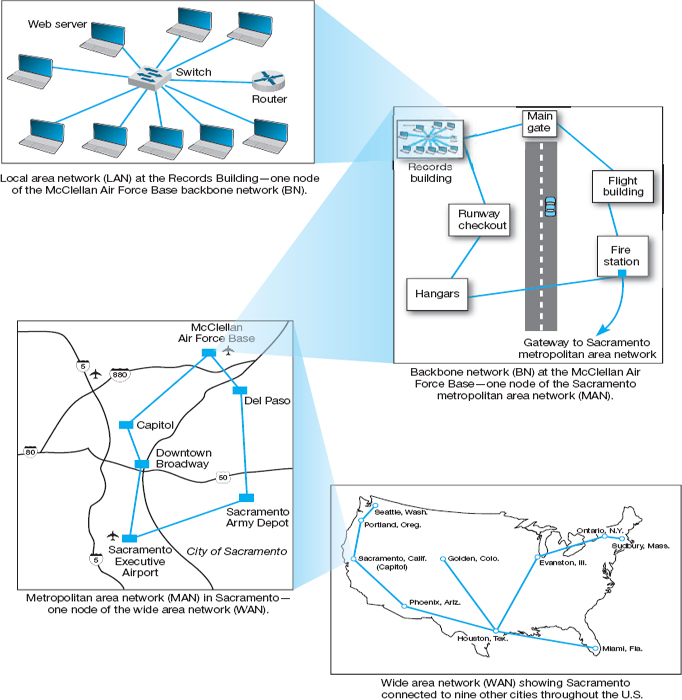 Web server
Switch
Router
Local area network (LAN) at the Records Building—one node
of the McClellan Air Force Base backbone network (BN).
Main
gate
Records
building
Flight
building
Runway
checkout
Fire
station
Hangars
Gateway to Sacramento
metropolitan area network
Backbone network (BN) at the McClellan Air
Force Base—one node of the Sacramento
metropolitan area network (MAN).
McClellan
Air Force Base
5
880
Del Paso
Capitol
80
Downtown
Broadway
50
Sacramento
Army Depot
Sacramento
Executive
Airport
City of Sacramento
5
Metropolitan area network (MAN) in Sacramento—
one node of the wide area network (WAN).
Seattle, Wash.
Portland, Oreg.
Ontario, N.Y.
Sudbury, Mass.
Sacramento, Calif.
(Capitol)
Golden, Colo.
Evanston, Ill.
Phoenix, Ariz.
Houston, Tex.
Miami, Fla.
Wide area network (WAN) showing Sacramento
connected to nine other cities throughout the U.S.